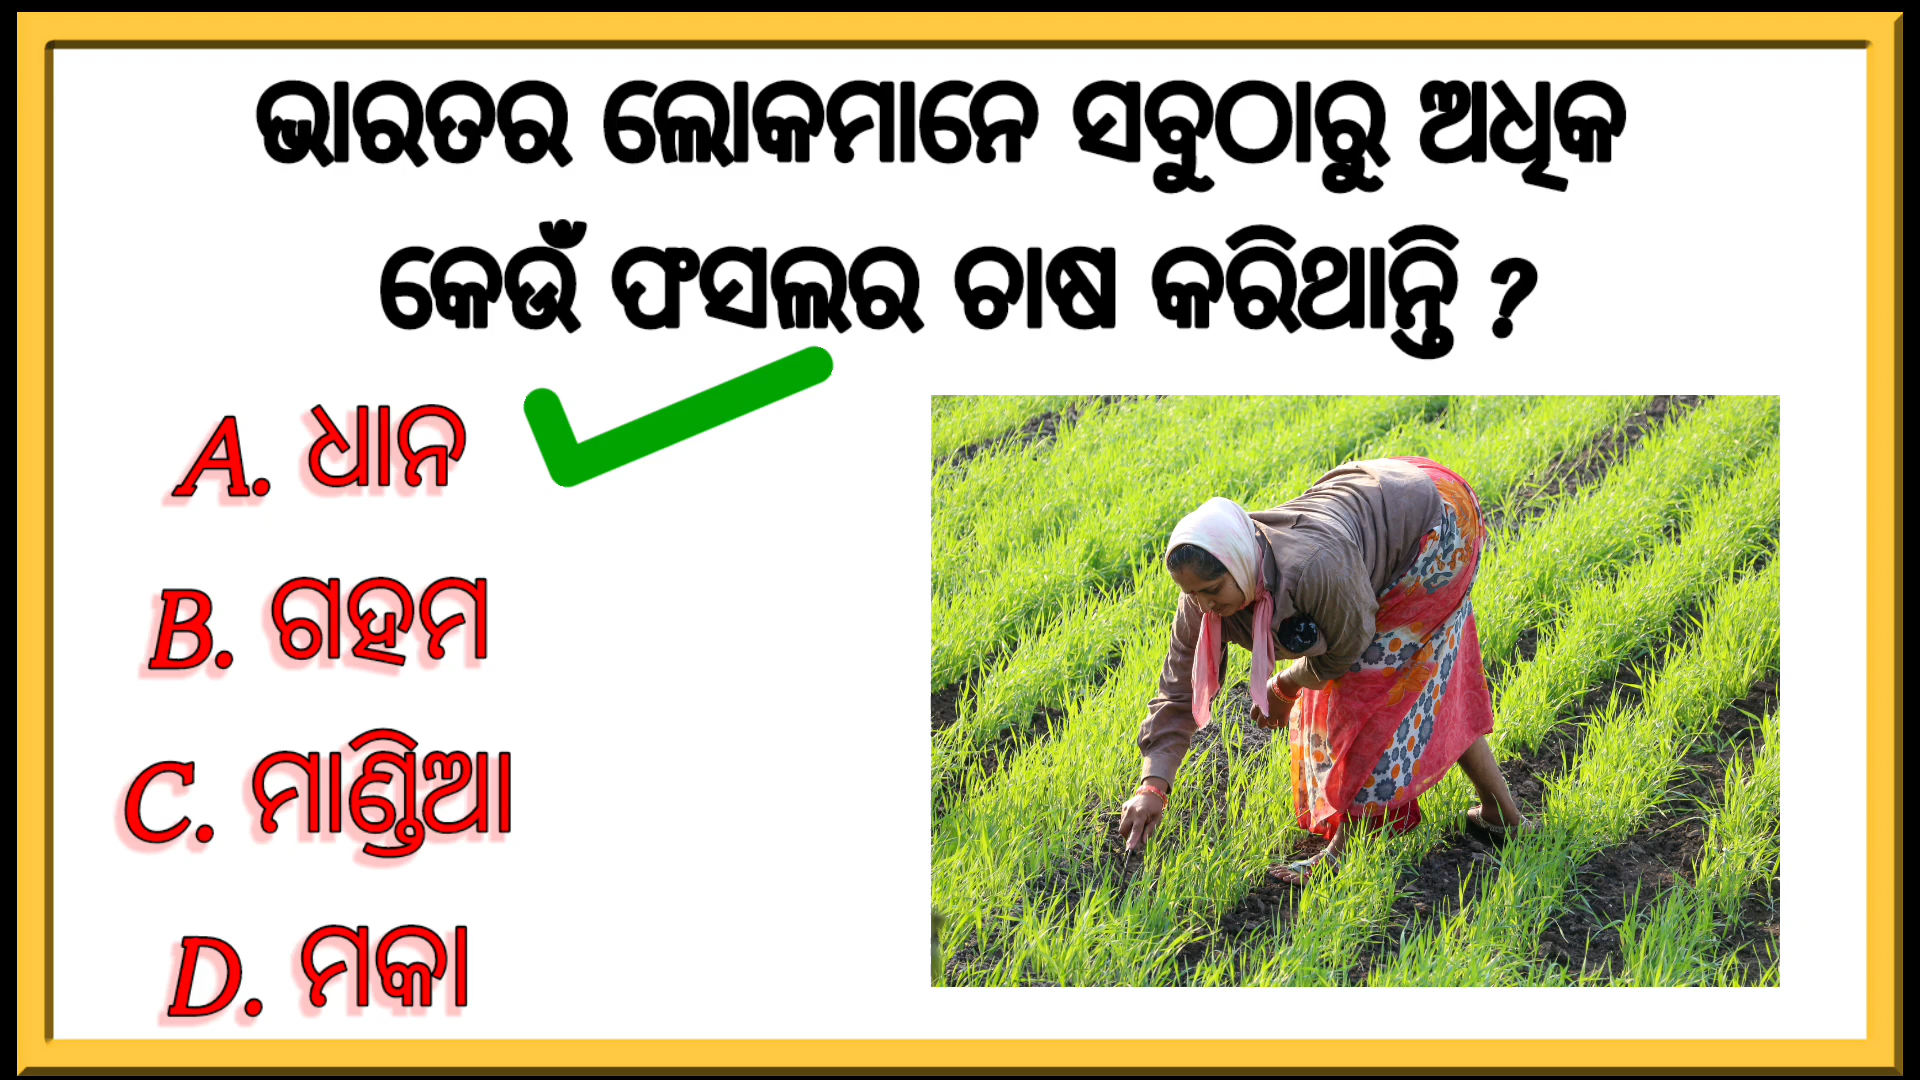 ଭାରତର ଲୋକମାନେ ସବୁଠାରୁ ଅଧିକ
କେଉଁ ଫସଲର ଚାଷ କରିଥାନ୍ତି ?
A. ଧାନ
B. ଗହମ
C. ମାଣ୍ଡିଆ
D. ମକା